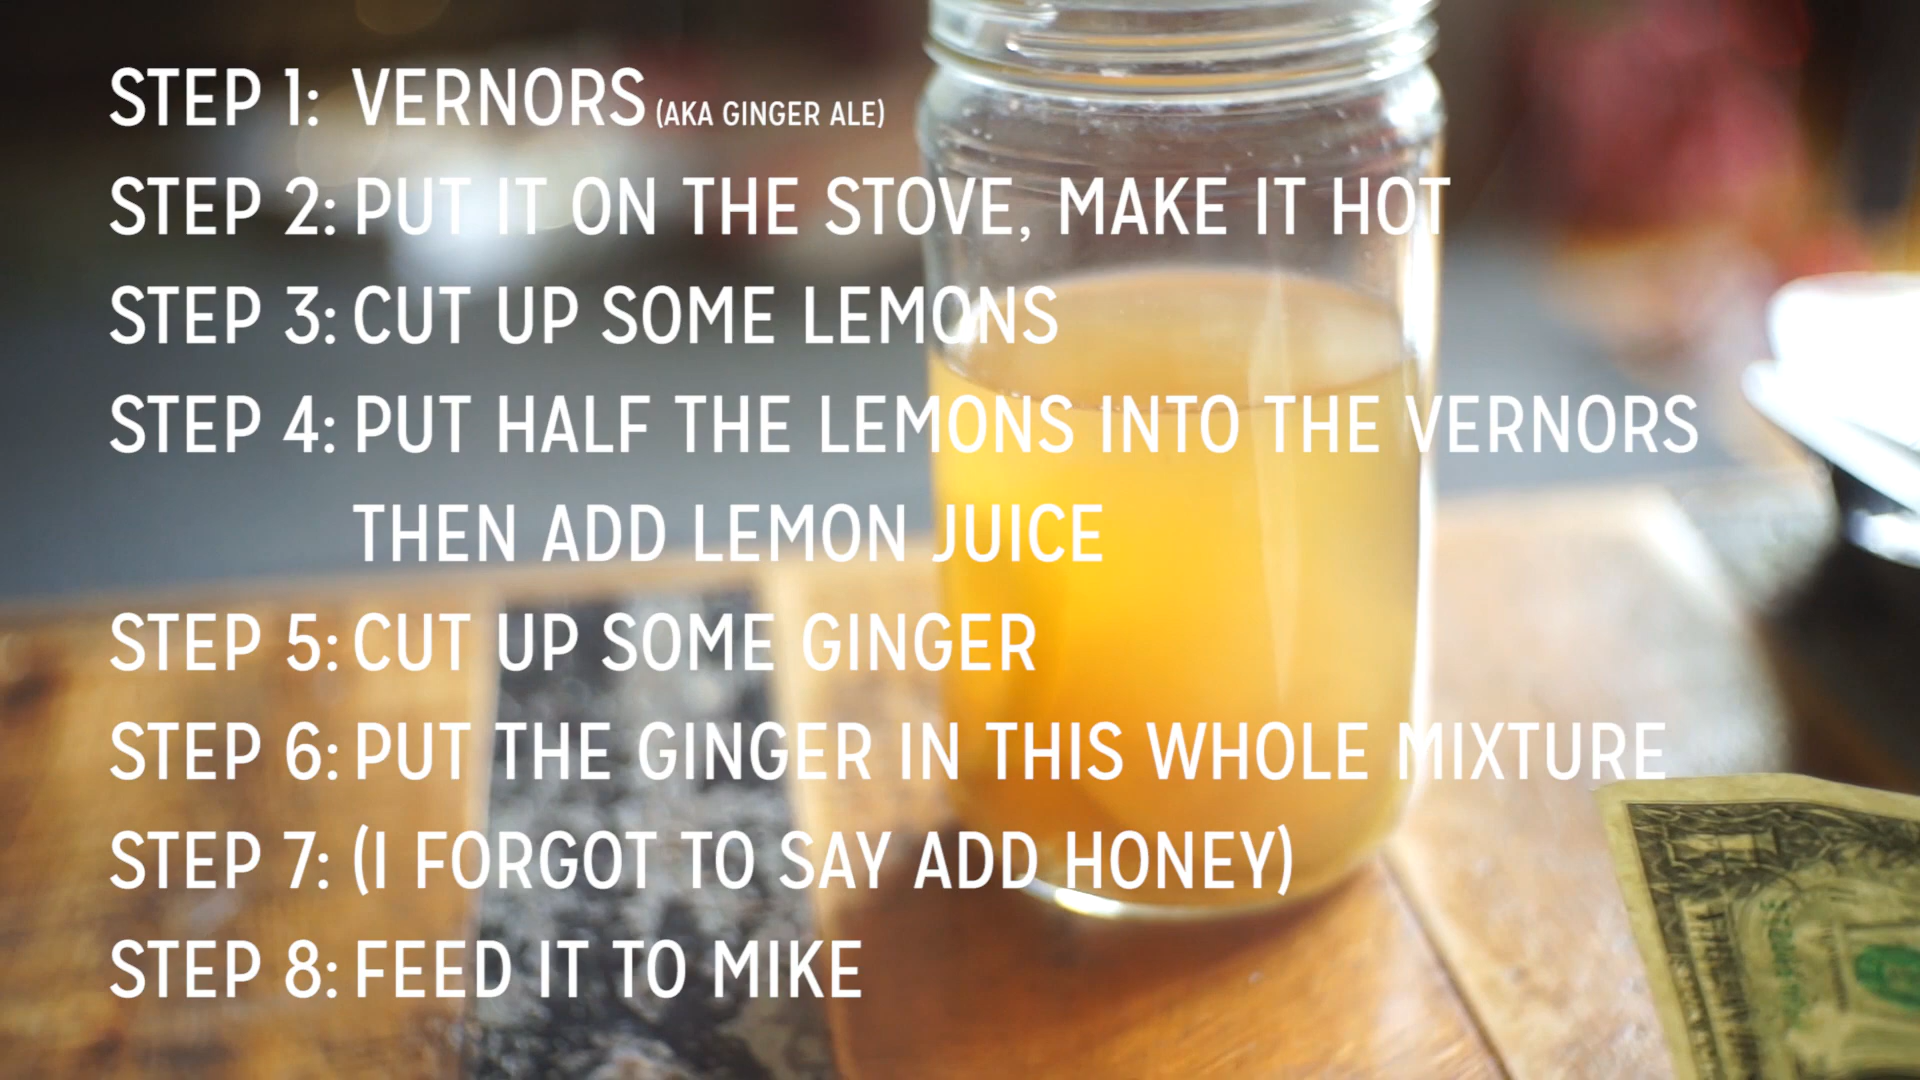 STEP 1: VERNORS (AKA GINGER ALE)
STEP 2: PUT IT ON THE STOVE, MAKE IT HOT
STEP 3: CUT UP SOME LEMONS
STEP 4: PUT HALF THE LEMONS INTO THE VERNORS
THEN ADD LEMON JUICE
STEP 5: CUT UP SOME GINGER
STEP 6: PUT THE GINGER IN THIS WHOLE MIXTURE
STEP 7: (I FORGOT TO SAY ADD HONEY)
STEP 8: FEED IT TO MIKE